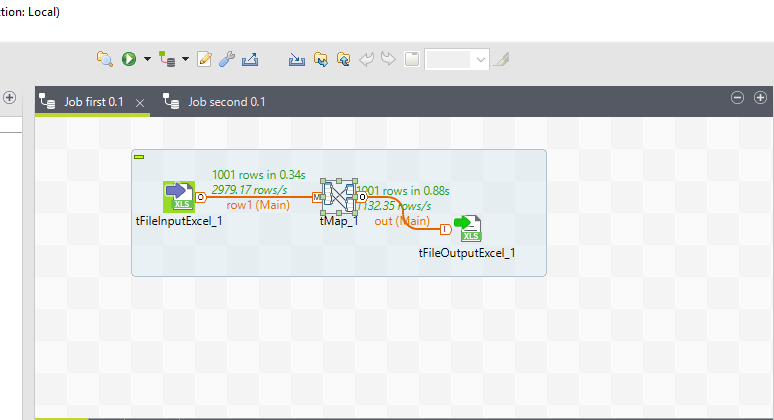 ction: Local)
Job first 0.1
Job second 0.1
1001 rows in 0.34s
2979.17 rows/s
row1 (Main)
XLS
O
M
tFileInputExcel_1
tMap_1
O
1001 rows in 0.88s
1132.35 rows/s
out (Main)
I
XLS
tFileOutputExcel_1